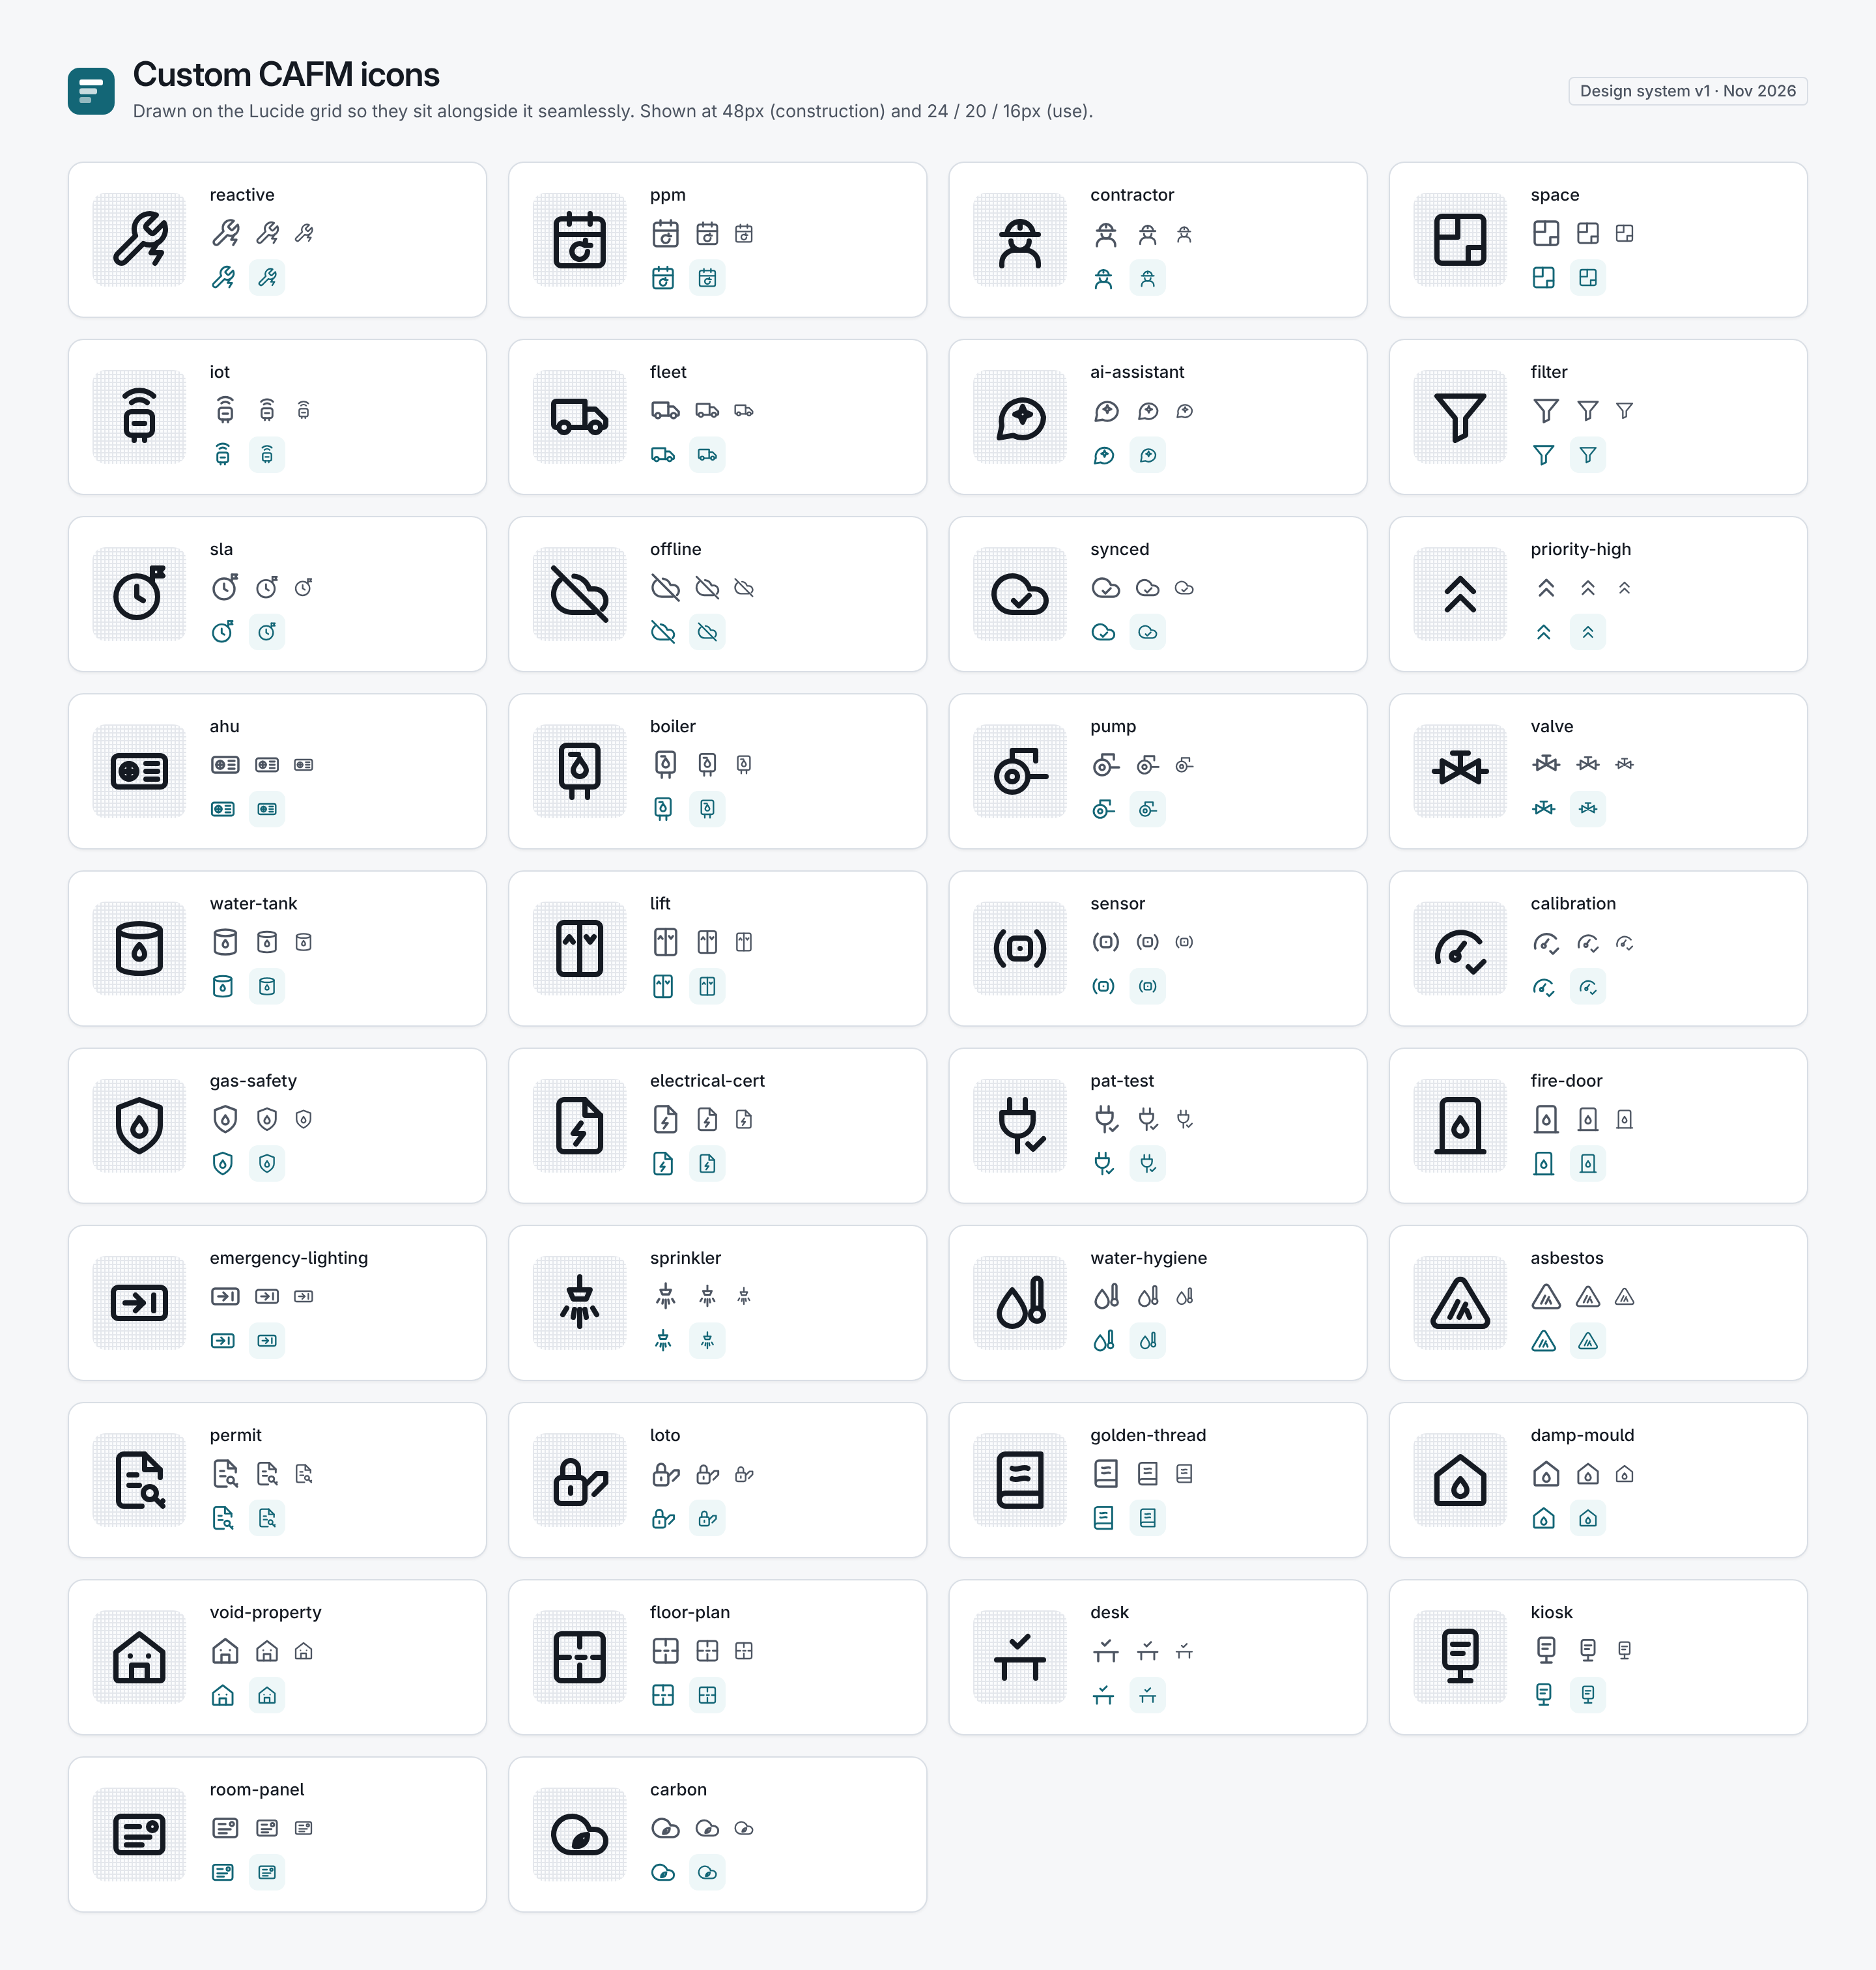 Custom CAFM icons
Drawn on the Lucide grid so they sit alongside it seamlessly. Shown at 48px (construction) and 24 / 20 / 16px (use).
Design system v1 · Nov 2026
reactive
ppm
contractor
space
iot
fleet
ai-assistant
filter
sla
offline
synced
priority-high
ahu
boiler
pump
valve
water-tank
lift
sensor
calibration
gas-safety
electrical-cert
pat-test
fire-door
emergency-lighting
sprinkler
water-hygiene
asbestos
permit
loto
golden-thread
damp-mould
void-property
floor-plan
desk
kiosk
room-panel
carbon